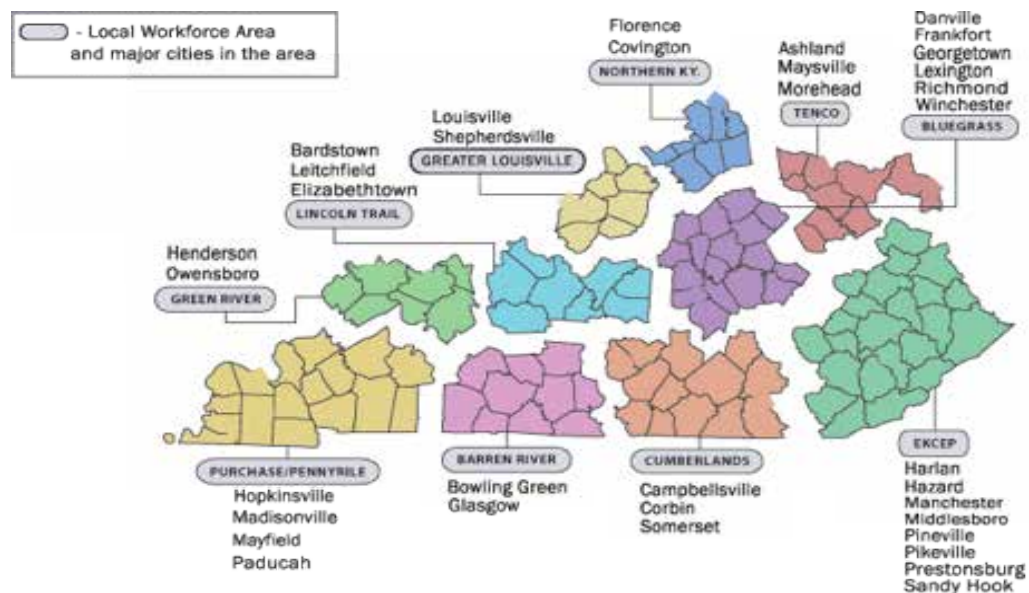 - Local Workforce Area
and major cities in the area
Florence
Covington
NORTHERN KY.
Ashland
Maysville
Morehead
TENCO
Danville
Frankfort
Georgetown
Lexington
Richmond
Winchester
BLUEGRASS
Louisville
Shepherdsville
GREATER LOUISVILLE
Bardstown
Leitchfield
Elizabethtown
LINCOLN TRAIL
Henderson
Owensboro
GREEN RIVER
PURCHASE/PENNYRILE
Hopkinsville
Madisonville
Mayfield
Paducah
BARREN RIVER
Bowling Green
Glasgow
CUMBERLANDS
Campbellsville
Corbin
Somerset
EKCEP
Harlan
Hazard
Manchester
Middlesboro
Pineville
Pikeville
Prestonsburg
Sandy Hook